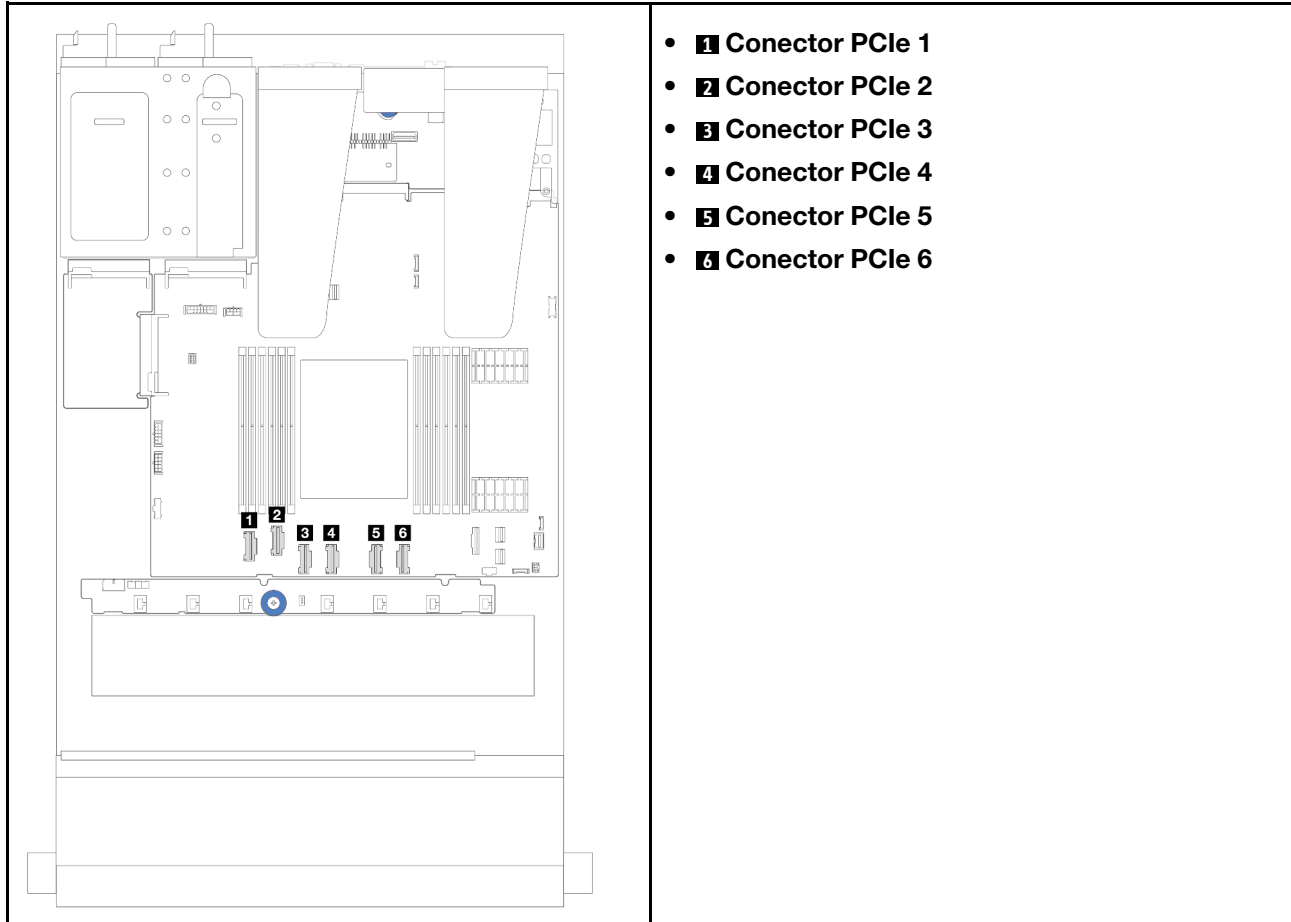 1
2
3
4
5
6
• 1 Conector PCIe 1
• 2 Conector PCIe 2
• 3 Conector PCIe 3
• 4 Conector PCIe 4
• 5 Conector PCIe 5
• 6 Conector PCIe 6